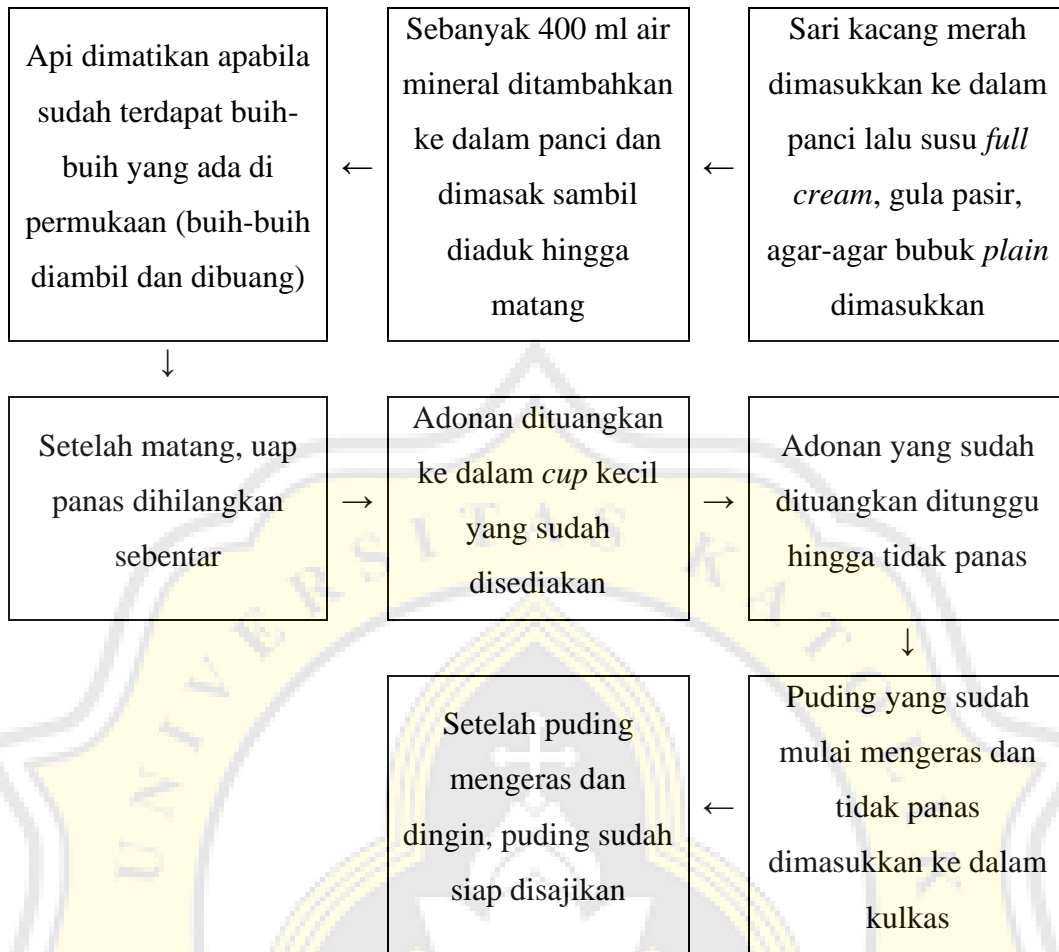 Sari kacang merah
dimasukkan ke dalam
panci lalu susu full
cream, gula pasir,
agar-agar bubuk plain
dimasukkan
←
Sebanyak 400 ml air
mineral ditambahkan
ke dalam panci dan
dimasak sambil
diaduk hingga
matang
←
Api dimatikan apabila
sudah terdapat buih-
buih yang ada di
permukaan (buih-buih
diambil dan dibuang)
↓
Setelah matang, uap
panas dihilangkan
sebentar
→
Adonan dituangkan
ke dalam cup kecil
yang sudah
disediakan
→
Adonan yang sudah
dituangkan ditunggu
hingga tidak panas
↓
Puding yang sudah
mulai mengeras dan
tidak panas
dimasukkan ke dalam
kulkas
←
Setelah puding
mengeras dan
dingin, puding sudah
siap disajikan
UNIVERSITAS KATOLIK